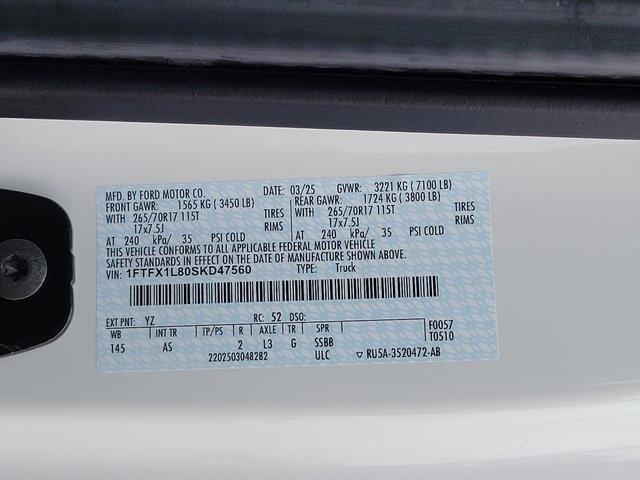 MFD. BY FORD MOTOR CO. DATE: 03/25 GVWR: 3221 KG ( 7100 LB)
FRONT GAWR: 1565 KG ( 3450 LB) REAR GAWR: 1724 KG ( 3800 LB)
WITH 265/70R17 115T TIRES WITH 265/70R17 115T TIRES
17x7.5J RIMS 17x7.5J RIMS
AT 240 kPa/ 35 PSI COLD AT 240 kPa/ 35 PSI COLD
THIS VEHICLE CONFORMS TO ALL APPLICABLE FEDERAL MOTOR VEHICLE
SAFETY STANDARDS IN EFFECT ON THE DATE OF MANUFACTURE SHOWN ABOVE.
1FTFX1L80SKD47560 TYPE: Truck
EXT PNT: YZ RC: 52 DSO: F0057
WB INT TR TP/PS R AXLE TR SPR T0510
145 AS 2 L3 G SSBB
2202503048282 ULC ▽ RU5A-3520472-AB